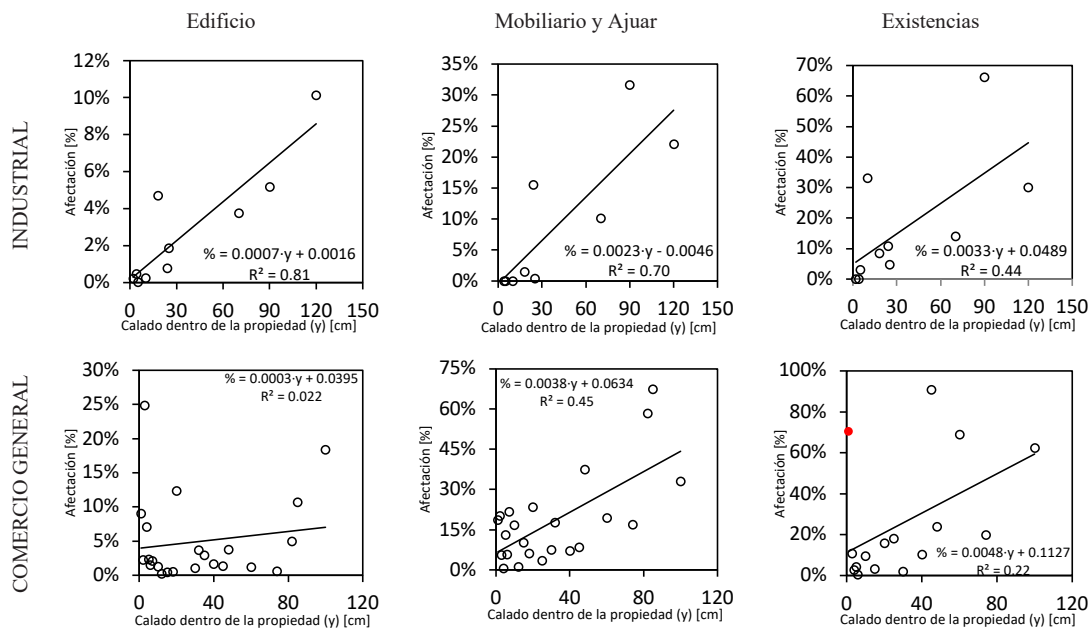 Edificio
Mobiliario y Ajuar
Existencias
INDUSTRIAL
12%
10%
8%
6%
4%
2%
0%
Afectación [%]
% = 0.0007·y + 0.0016
R² = 0.81
0 30 60 90 120 150
Calado dentro de la propiedad (y) [cm]
35%
30%
25%
20%
15%
10%
5%
0%
Afectación [%]
% = 0.0023·y - 0.0046
R² = 0.70
0 30 60 90 120 150
Calado dentro de la propiedad (y) [cm]
70%
60%
50%
40%
30%
20%
10%
0%
Afectación [%]
% = 0.0033·y + 0.0489
R² = 0.44
0 30 60 90 120 150
Calado dentro de la propiedad (y) [cm]
COMERCIO GENERAL
30%
25%
20%
15%
10%
5%
0%
Afectación [%]
% = 0.0003·y + 0.0395
R² = 0.022
0 40 80 120
Calado dentro de la propiedad (y) [cm]
75%
60%
45%
30%
15%
0%
Afectación [%]
% = 0.0038·y + 0.0634
R² = 0.45
0 40 80 120
Calado dentro de la propiedad (y) [cm]
100%
80%
60%
40%
20%
0%
Afectación [%]
% = 0.0048·y + 0.1127
R² = 0.22
0 40 80 120
Calado dentro de la propiedad (y) [cm]